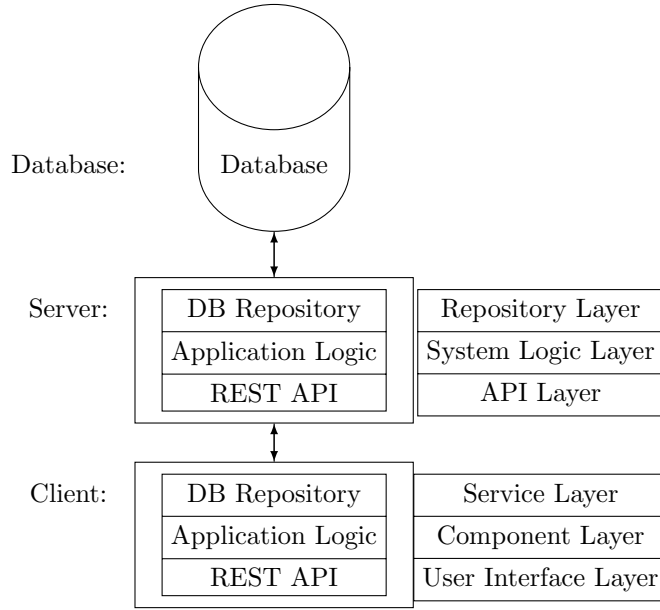 Database: Database
Server: DB Repository Repository Layer
Application Logic System Logic Layer
REST API API Layer
Client: DB Repository Service Layer
Application Logic Component Layer
REST API User Interface Layer